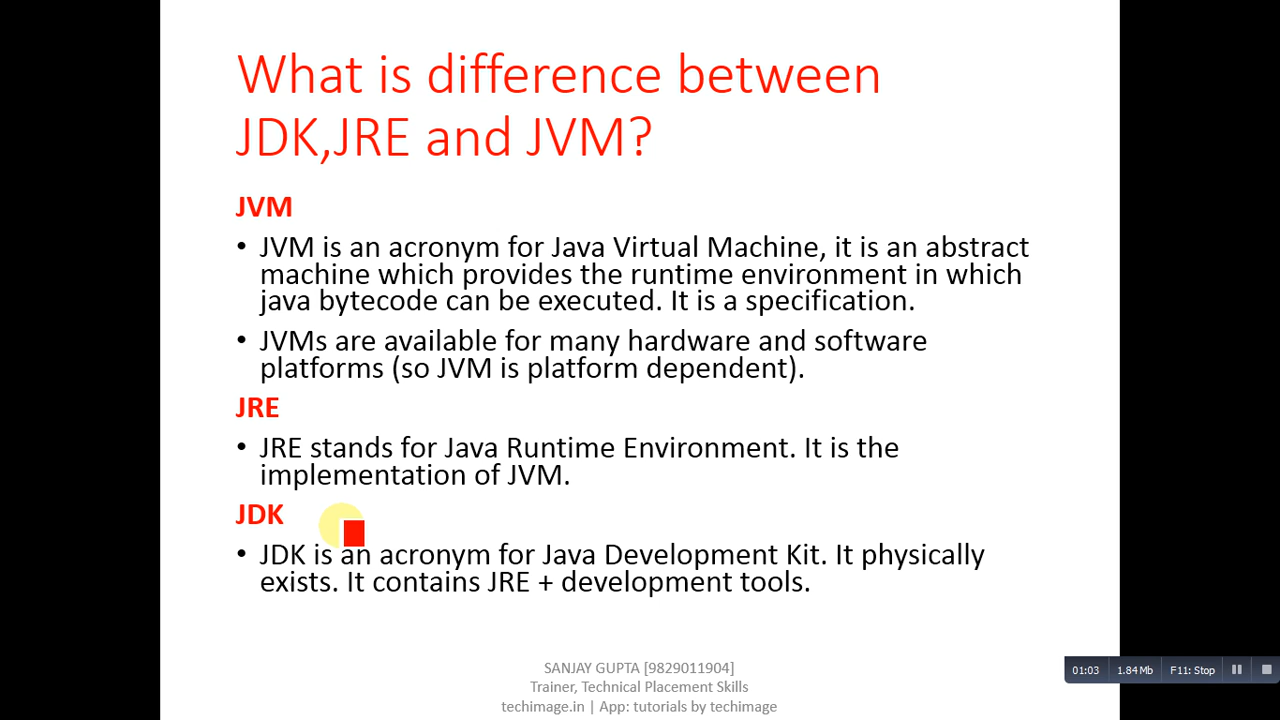 What is difference between
JDK,JRE and JVM?
JVM
• JVM is an acronym for Java Virtual Machine, it is an abstract
machine which provides the runtime environment in which
java bytecode can be executed. It is a specification.
• JVMs are available for many hardware and software
platforms (so JVM is platform dependent).
JRE
• JRE stands for Java Runtime Environment. It is the
implementation of JVM.
JDK
• JDK is an acronym for Java Development Kit. It physically
exists. It contains JRE + development tools.
SANJAY GUPTA [9829011904]
Trainer, Technical Placement Skills
techimage.in | App: tutorials by techimage
01:03 1.84 Mb F11: Stop